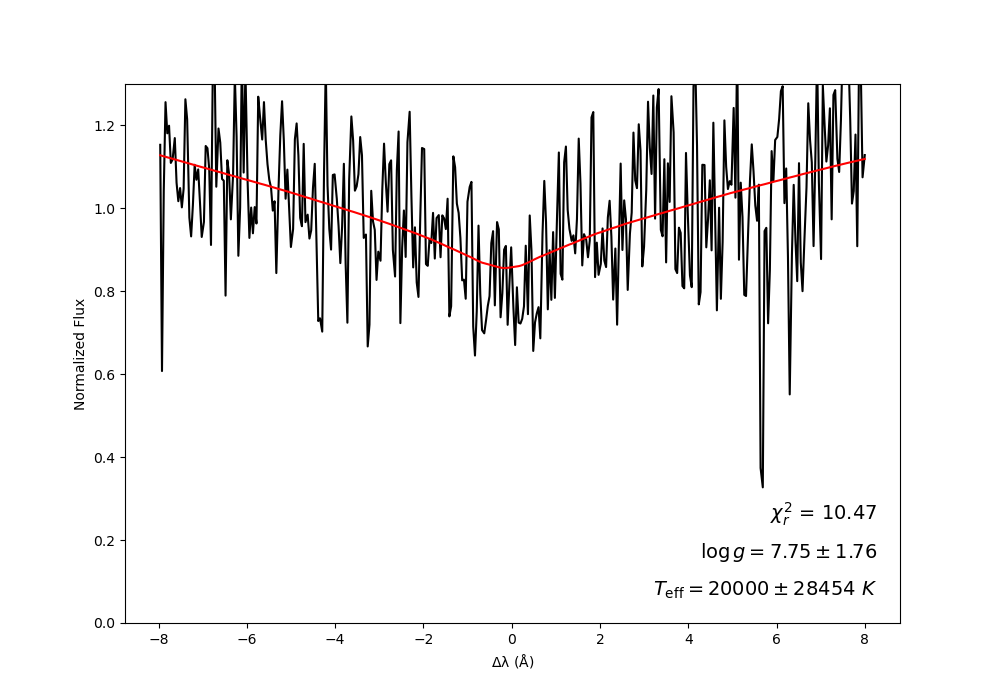 1.2
1.0
0.8
0.6
0.4
0.2
0.0
Normalized Flux
χ²ᵣ = 10.47
log g = 7.75 ± 1.76
T_eff = 20000 ± 28454 K
−8 −6 −4 −2 0 2 4 6 8
Δλ (Å)